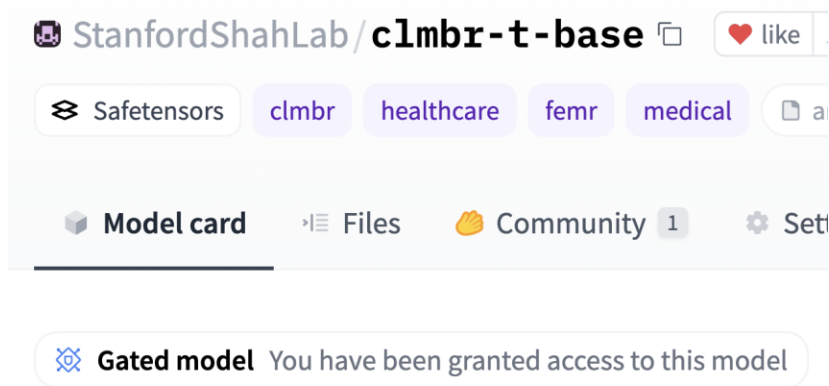 StanfordShahLab/clmbr-t-base like
Safetensors clmbr healthcare femr medical
Model card Files Community 1
Gated model You have been granted access to this model